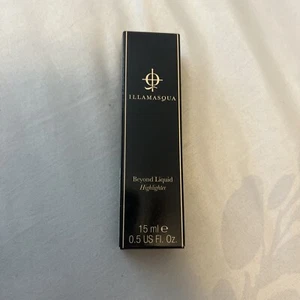 ILLAMASQUA
Beyond Liquid
Highlighter
15 ml ℮
0.5 US Fl. Oz.